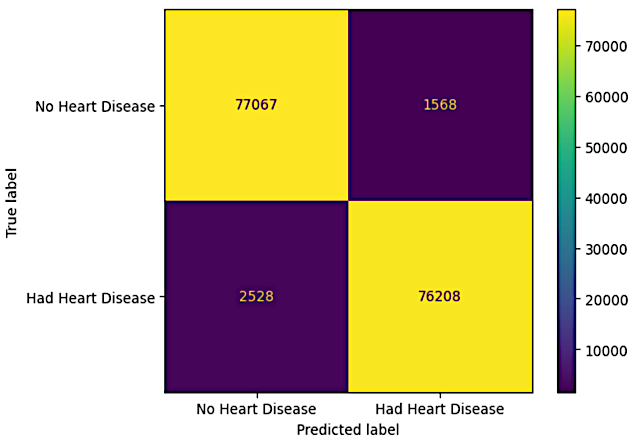 True label
No Heart Disease
Had Heart Disease
77067
1568
2528
76208
No Heart Disease
Had Heart Disease
Predicted label
70000
60000
50000
40000
30000
20000
10000